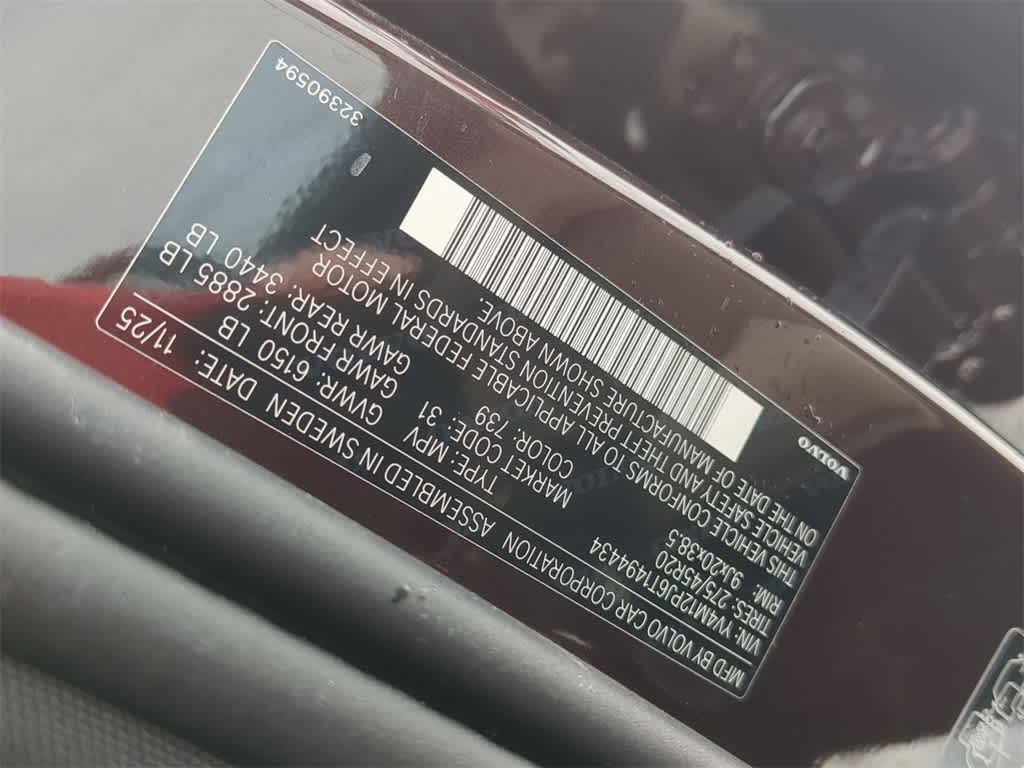 MFD BY VOLVO CAR CORPORATION ASSEMBLED IN SWEDEN DATE: 11/25
VIN: YV4M12PJ6T1494434 TYPE: MPV GVWR: 6150 LB
TIRES: 275/45R20 MARKET CODE: 31 GAWR FRONT: 2885 LB
RIM: 9Jx20x38.5 COLOR: 739 GAWR REAR: 3440 LB
THIS VEHICLE CONFORMS TO ALL APPLICABLE FEDERAL MOTOR
VEHICLE SAFETY AND THEFT PREVENTION STANDARDS IN EFFECT
ON THE DATE OF MANUFACTURE SHOWN ABOVE.
VOLVO 32390594